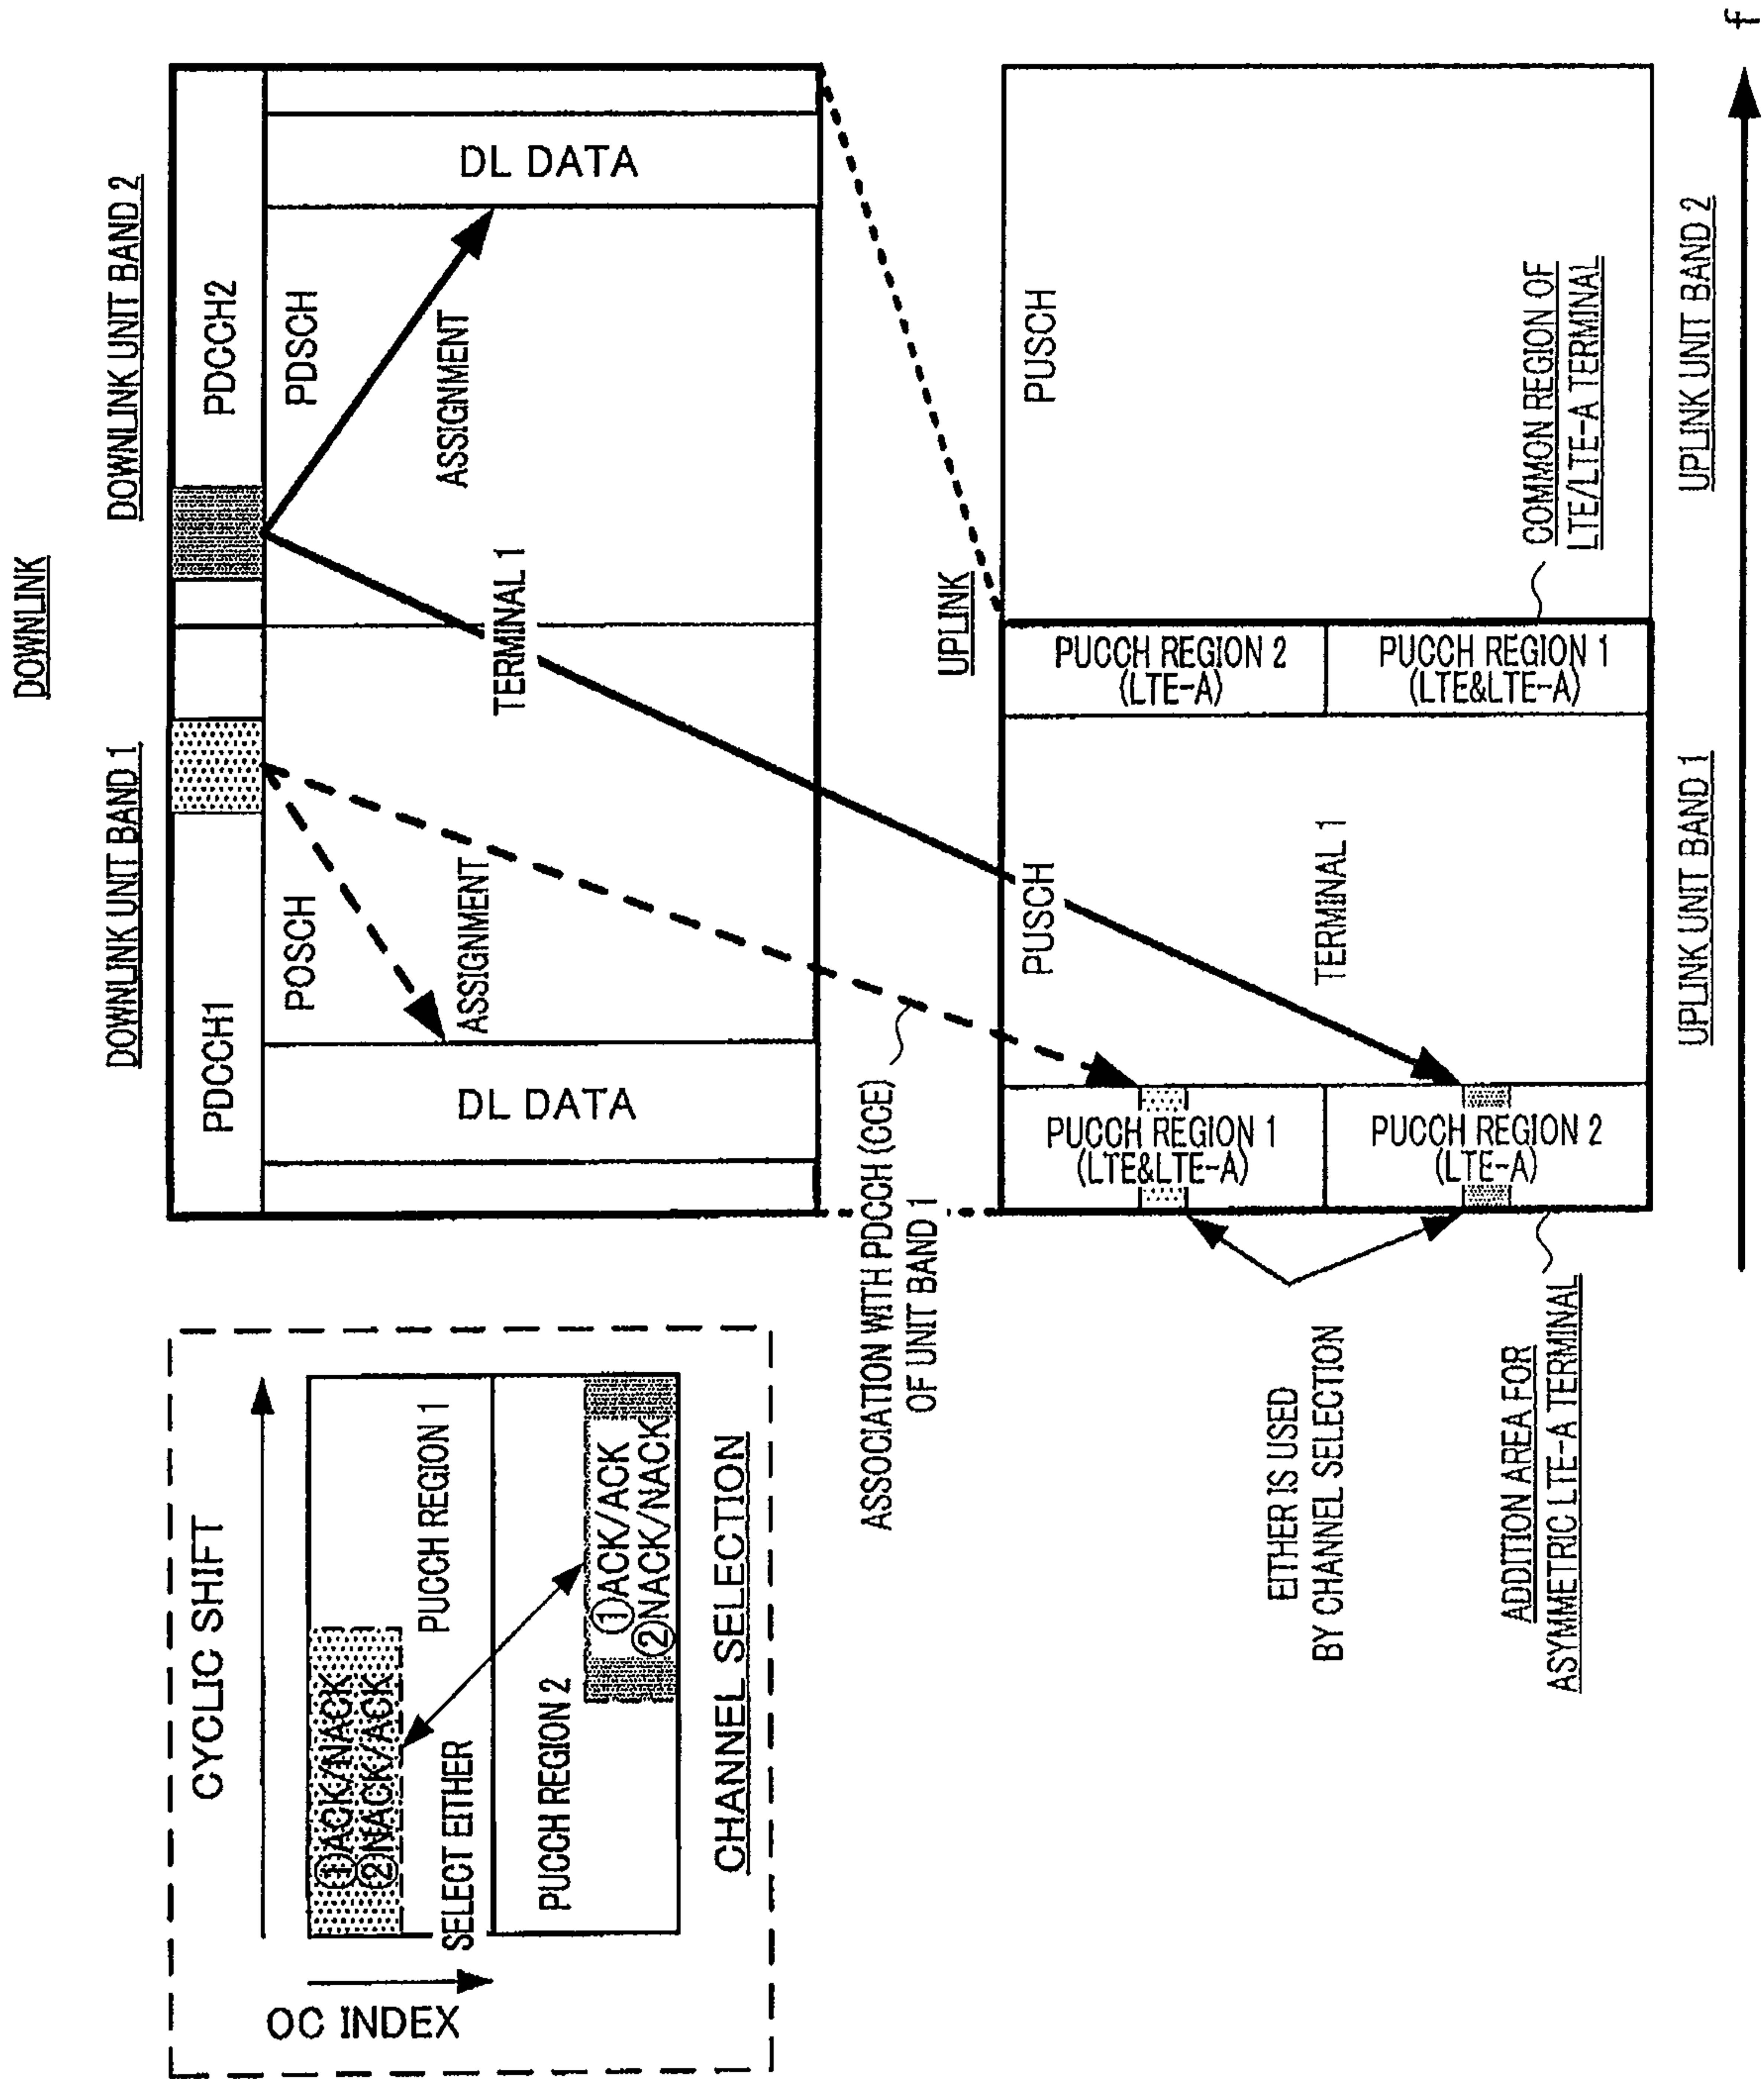 DOWNLINK
DOWNLINK UNIT BAND 1
DOWNLINK UNIT BAND 2
PDCCH1
PDCCH2
POSCH
PDSCH
ASSIGNMENT
ASSIGNMENT
DL DATA
TERMINAL 1
DL DATA
CYCLIC SHIFT
OC INDEX
①ACK/NACK
②NACK/ACK
PUCCH REGION 1
SELECT EITHER
PUCCH REGION 2
①ACK/ACK
②NACK/NACK
CHANNEL SELECTION
ASSOCIATION WITH PDCCH (CCE)
OF UNIT BAND 1
UPLINK
PUSCH
PUSCH
PUCCH REGION 1
(LTE&LTE-A)
PUCCH REGION 2
(LTE-A)
PUCCH REGION 2
(LTE-A)
PUCCH REGION 1
(LTE&LTE-A)
TERMINAL 1
EITHER IS USED
BY CHANNEL SELECTION
COMMON REGION OF
LTE/LTE-A TERMINAL
ADDITION AREA FOR
ASYMMETRIC LTE-A TERMINAL
UPLINK UNIT BAND 1
UPLINK UNIT BAND 2
f